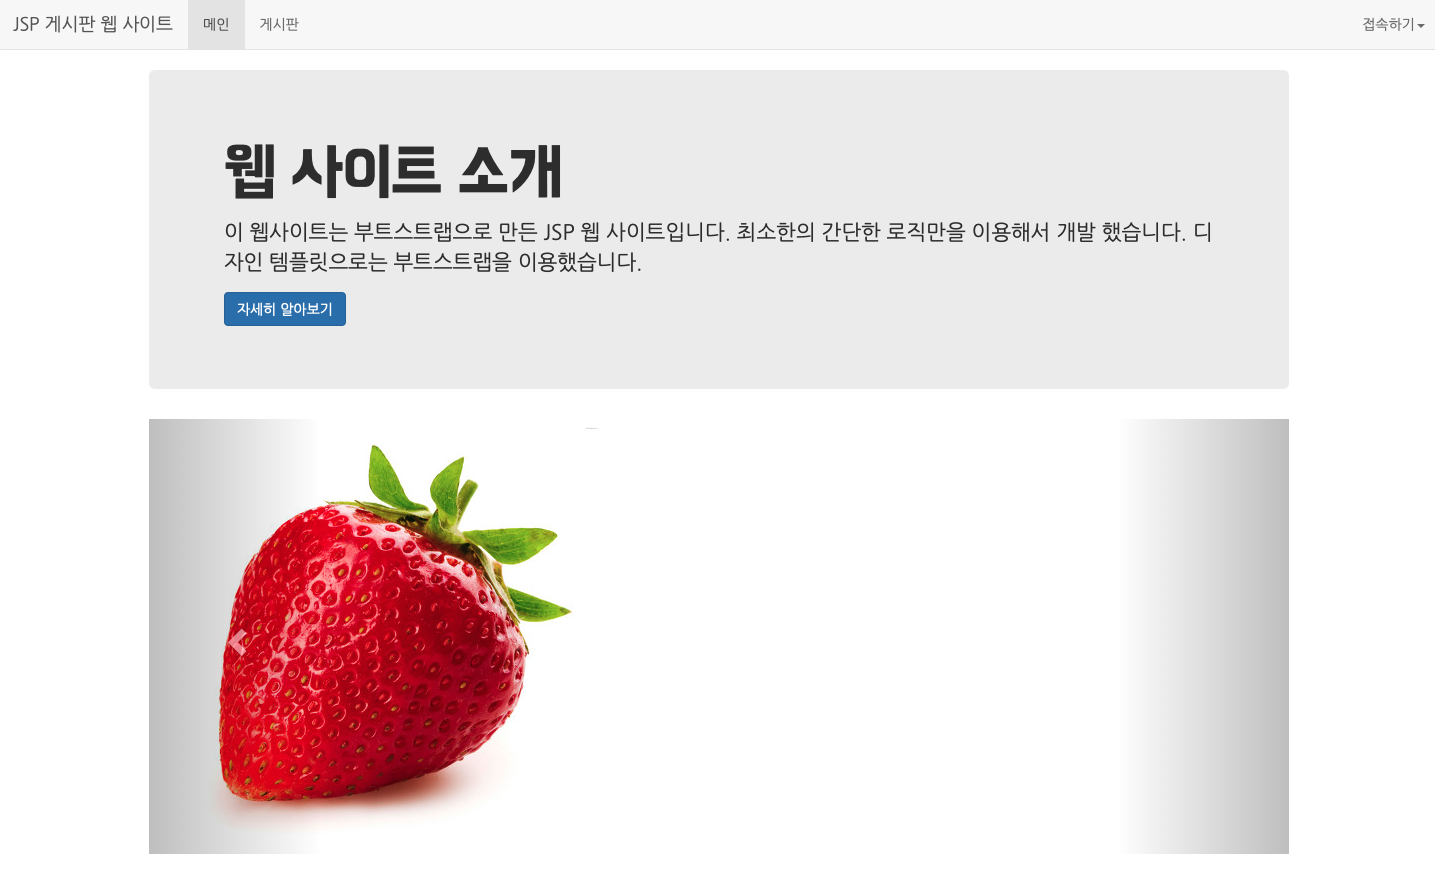 JSP 게시판 웹 사이트 메인 게시판 접속하기
웹 사이트 소개
이 웹사이트는 부트스트랩으로 만든 JSP 웹 사이트입니다. 최소한의 간단한 로직만을 이용해서 개발 했습니다. 디
자인 템플릿으로는 부트스트랩을 이용했습니다.
자세히 알아보기